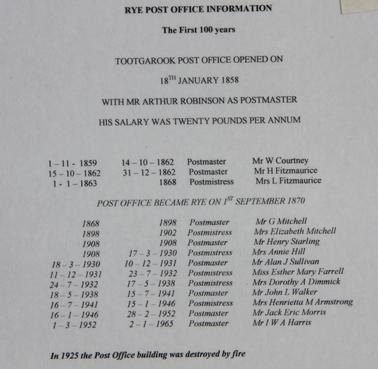 RYE POST OFFICE INFORMATION
The First 100 years
TOOTGAROOK POST OFFICE OPENED ON
18TH JANUARY 1858
WITH MR ARTHUR ROBINSON AS POSTMASTER
HIS SALARY WAS TWENTY POUNDS PER ANNUM
1 – 11 - 1859 14 – 10 – 1862 Postmaster Mr W Courtney
15 – 10 – 1862 31 – 12 – 1862 Postmaster Mr H Fitzmaurice
1 - 1 – 1863 1868 Postmistress Mrs L Fitzmaurice
POST OFFICE BECAME RYE ON 1ST SEPTEMBER 1870
1868 1898 Postmaster Mr G Mitchell
1898 1902 Postmistress Mrs Elizabeth Mitchell
1908 1908 Postmaster Mr Henry Starling
1908 17 – 3 – 1930 Postmistress Mrs Annie Hill
18 – 3 – 1930 10 – 12 – 1931 Postmaster Mr Alan J Sullivan
11 – 12 – 1931 23 – 7 – 1932 Postmistress Miss Esther Mary Farrell
24 – 7 – 1932 17 – 5 – 1938 Postmistress Mrs Dorothy A Dimmick
18 – 5 – 1938 15 – 7 – 1941 Postmaster Mr John L Walker
16 – 7 – 1941 15 – 1 – 1946 Postmistress Mrs Henrietta M Armstrong
16 – 1 – 1946 28 – 2 – 1952 Postmaster Mr Jack Eric Morris
1 – 3 – 1952 2 – 1 – 1965 Postmaster Mr I W A Harris
In 1925 the Post Office building was destroyed by fire